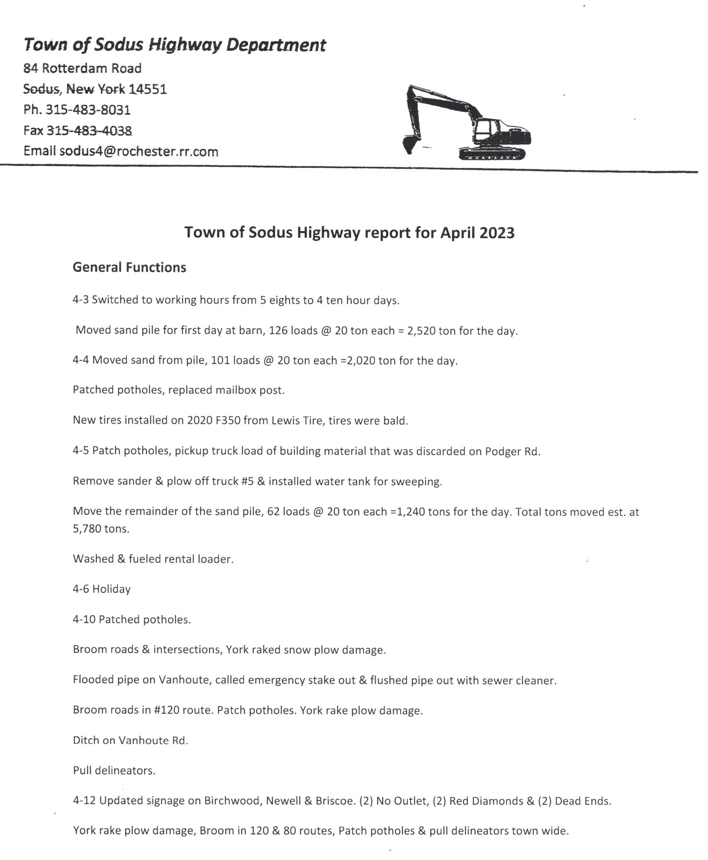 Town of Sodus Highway Department
84 Rotterdam Road
Sodus, New York 14551
Ph. 315-483-8031
Fax 315-483-4038
Email sodus4@rochester.rr.com
Town of Sodus Highway report for April 2023
General Functions
4-3 Switched to working hours from 5 eights to 4 ten hour days.
Moved sand pile for first day at barn, 126 loads @ 20 ton each = 2,520 ton for the day.
4-4 Moved sand from pile, 101 loads @ 20 ton each =2,020 ton for the day.
Patched potholes, replaced mailbox post.
New tires installed on 2020 F350 from Lewis Tire, tires were bald.
4-5 Patch potholes, pickup truck load of building material that was discarded on Podger Rd.
Remove sander & plow off truck #5 & installed water tank for sweeping.
Move the remainder of the sand pile, 62 loads @ 20 ton each =1,240 tons for the day. Total tons moved est. at
5,780 tons.
Washed & fueled rental loader.
4-6 Holiday
4-10 Patched potholes.
Broom roads & intersections, York raked snow plow damage.
Flooded pipe on Vanhoute, called emergency stake out & flushed pipe out with sewer cleaner.
Broom roads in #120 route. Patch potholes. York rake plow damage.
Ditch on Vanhoute Rd.
Pull delineators.
4-12 Updated signage on Birchwood, Newell & Briscoe. (2) No Outlet, (2) Red Diamonds & (2) Dead Ends.
York rake plow damage, Broom in 120 & 80 routes, Patch potholes & pull delineators town wide.